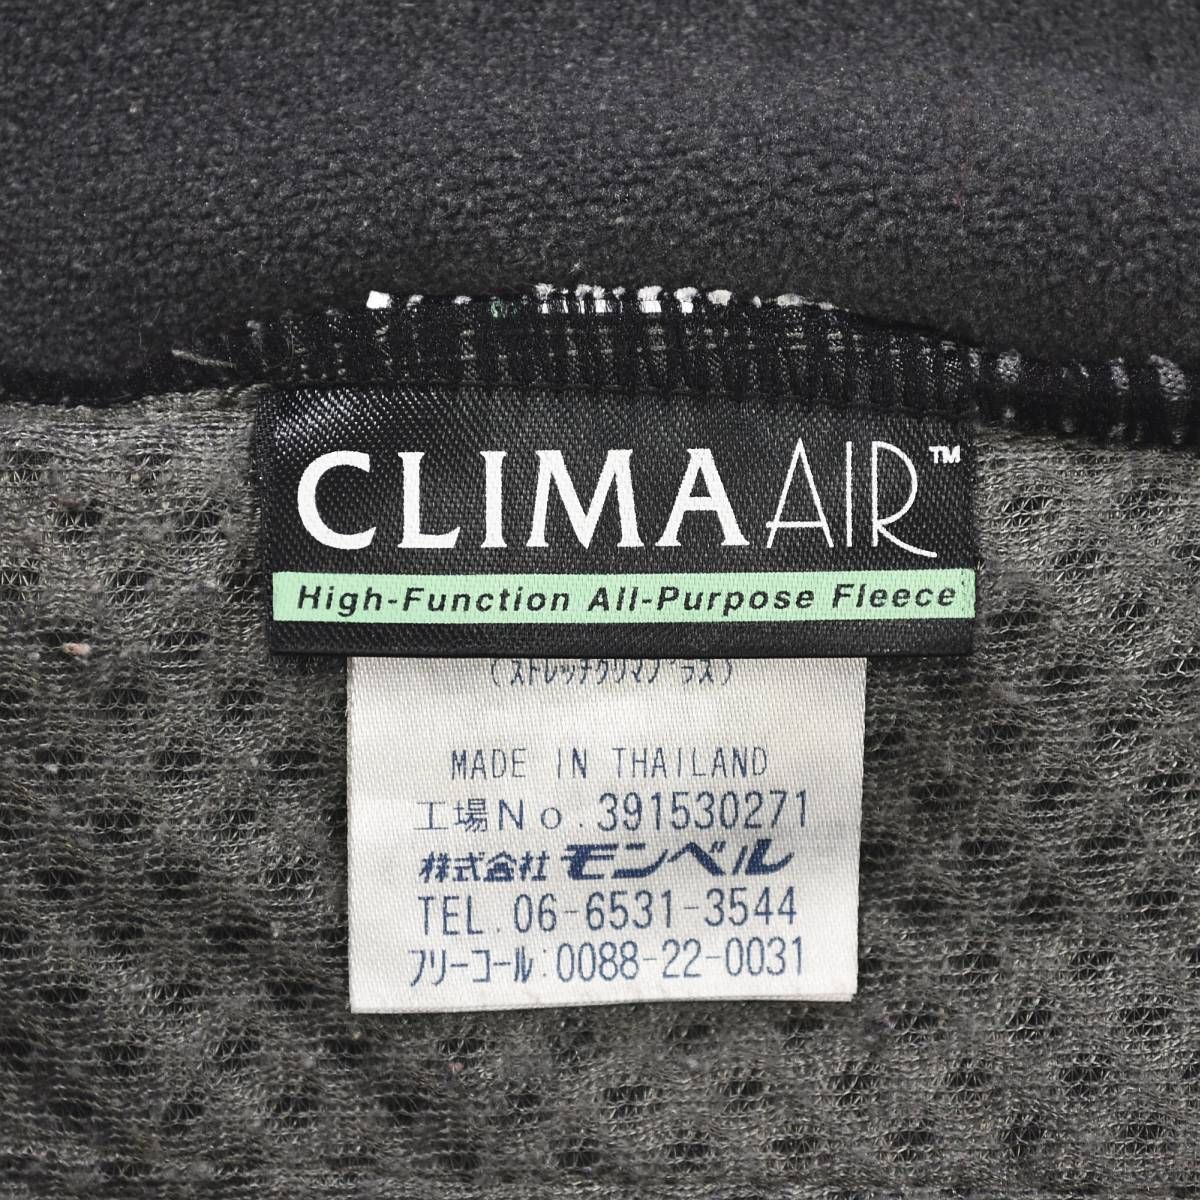 CLIMAAIR™
High-Function All-Purpose Fleece
(ストレッチクリマプラス)
MADE IN THAILAND
工場No.391530271
株式会社モンベル
TEL.06-6531-3544
フリーコール:0088-22-0031